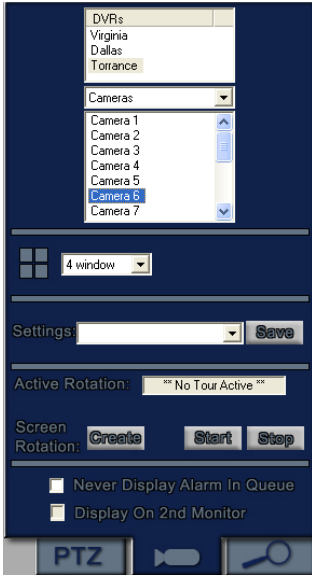 DVRs
Virginia
Dallas
Torrance
Cameras
Camera 1
Camera 2
Camera 3
Camera 4
Camera 5
Camera 6
Camera 7
4 window
Settings: Save
Active Rotation: ** No Tour Active **
Screen
Rotation: Create Start Stop
Never Display Alarm In Queue
Display On 2nd Monitor
PTZ